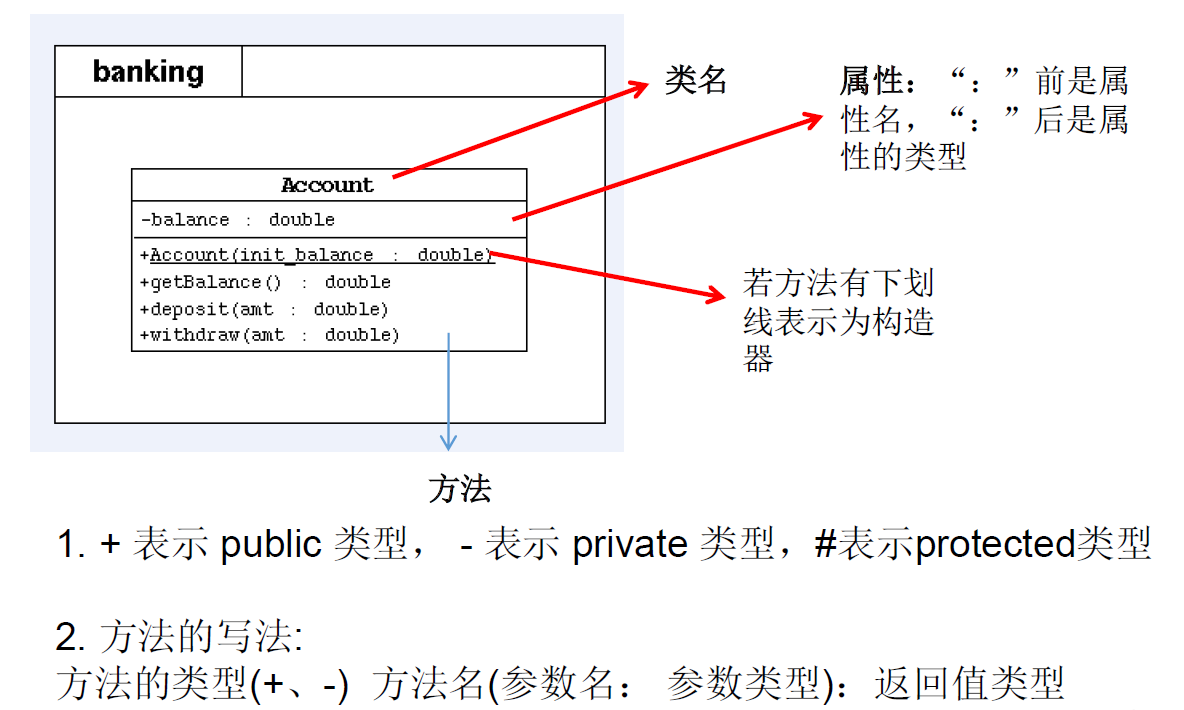 banking
类名
属性：“：”前是属
性名，“：”后是属
性的类型
Account
-balance : double
+Account(init_balance : double)
+getBalance() : double
+deposit(amt : double)
+withdraw(amt : double)
若方法有下划
线表示为构造
器
方法
1. + 表示 public 类型， - 表示 private 类型，#表示protected类型
2. 方法的写法:
方法的类型(+、-) 方法名(参数名： 参数类型)：返回值类型